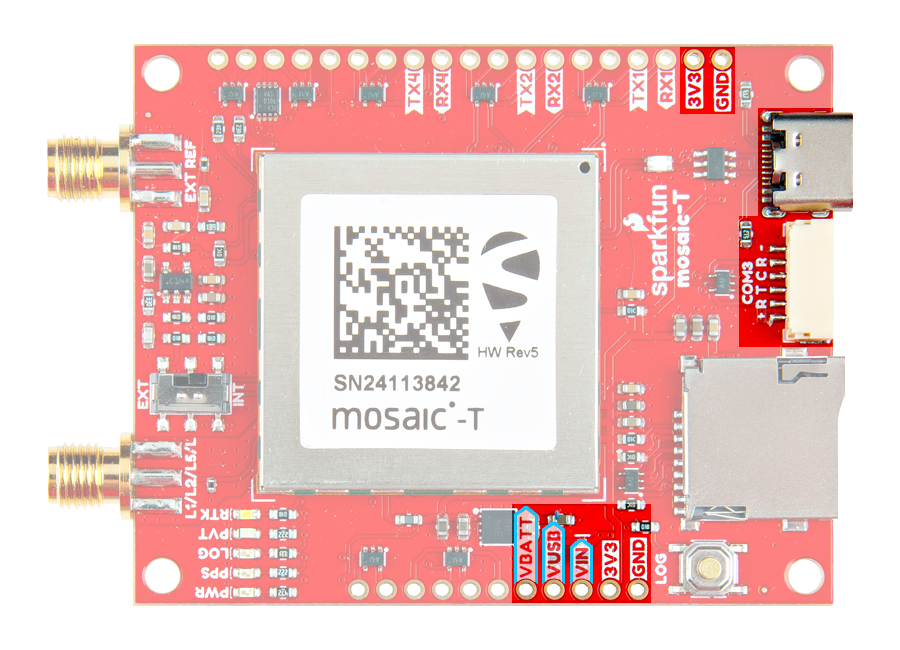 TX4
RX4
TX2
RX2
TX1
RX1
3V3
GND
EXT REF
Sparkfun
mosaic-T
COM3
+ R T C R -
HW Rev5
SN24113842
mosaic-T
EXT
INT
L1/L2/L5/L
RTK
PVT
LOG
PPS
PWR
VBATT
VUSB
VIN
3V3
GND
LOG